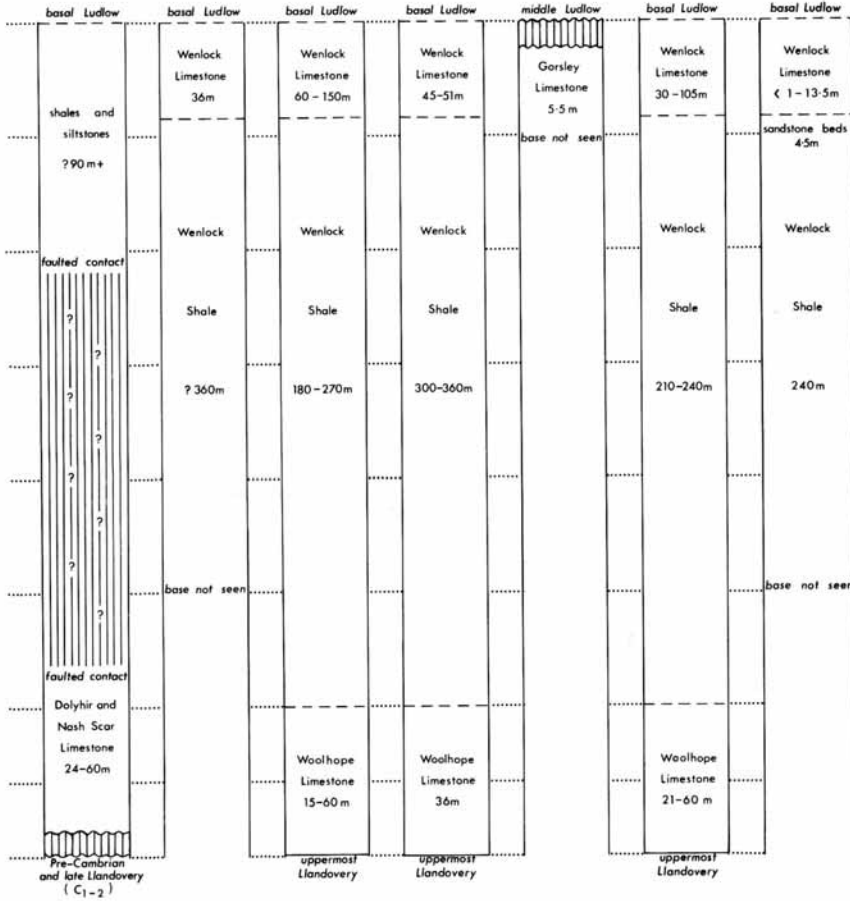 basal Ludlow
shales and
siltstones
?90m+
faulted contact
?
?
?
?
?
?
?
?
faulted contact
Dolyhir and
Nash Scar
Limestone
24-60m
Pre-Cambrian
and late Llandovery
(C1-2)
basal Ludlow
Wenlock
Limestone
36m
Wenlock
Shale
?360m
base not seen
basal Ludlow
Wenlock
Limestone
60-150m
Wenlock
Shale
180-270m
Woolhope
Limestone
15-60m
uppermost
Llandovery
basal Ludlow
Wenlock
Limestone
45-51m
Wenlock
Shale
300-360m
Woolhope
Limestone
36m
uppermost
Llandovery
middle Ludlow
Gorsley
Limestone
5·5m
base not seen
basal Ludlow
Wenlock
Limestone
30-105m
Wenlock
Shale
210-240m
Woolhope
Limestone
21-60m
uppermost
Llandovery
basal Ludlow
Wenlock
Limestone
< 1-13·5m
sandstone beds
4·5m
Wenlock
Shale
240m
base not seen